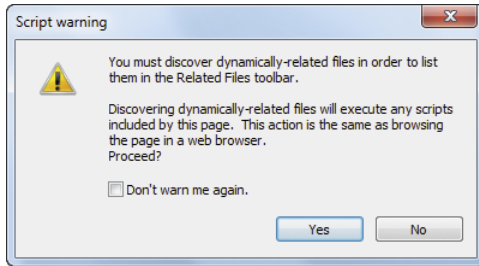 Script warning
You must discover dynamically-related files in order to list
them in the Related Files toolbar.
Discovering dynamically-related files will execute any scripts
included by this page.  This action is the same as browsing
the page in a web browser.
Proceed?
Don't warn me again.
Yes
No